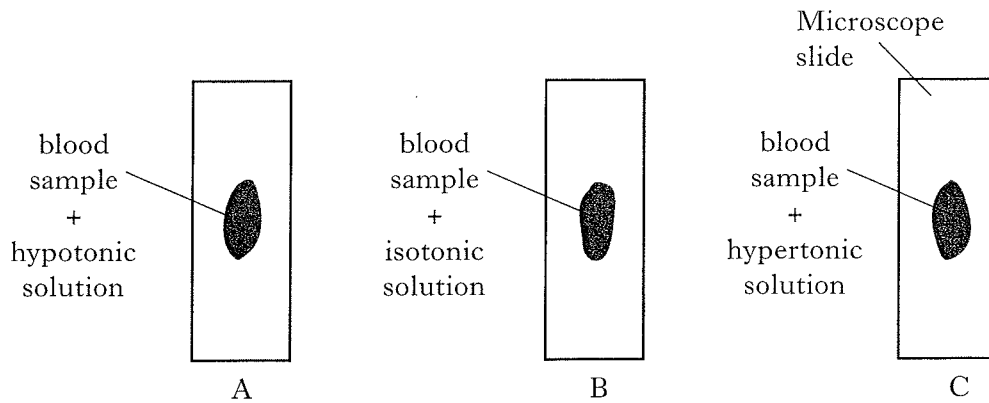 Microscope
slide
blood
sample
+
hypotonic
solution
blood
sample
+
isotonic
solution
blood
sample
+
hypertonic
solution
A
B
C